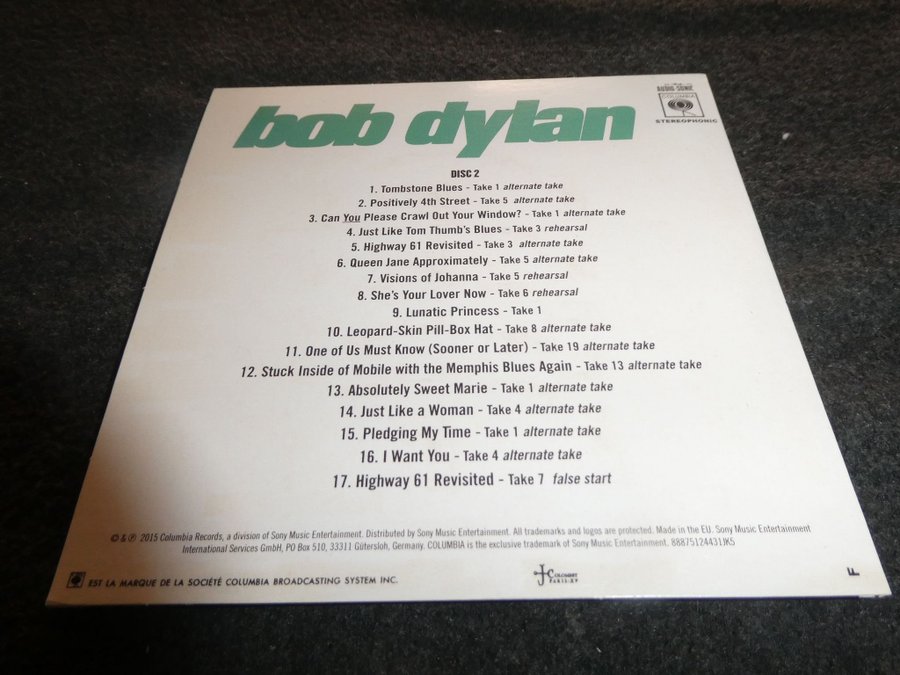 bob dylan
AUDIO-SONIC
COLUMBIA
STEREOPHONIC
DISC 2
1. Tombstone Blues - Take 1 alternate take
2. Positively 4th Street - Take 5 alternate take
3. Can You Please Crawl Out Your Window? - Take 1 alternate take
4. Just Like Tom Thumb's Blues - Take 3 rehearsal
5. Highway 61 Revisited - Take 3 alternate take
6. Queen Jane Approximately - Take 5 alternate take
7. Visions of Johanna - Take 5 rehearsal
8. She's Your Lover Now - Take 6 rehearsal
9. Lunatic Princess - Take 1
10. Leopard-Skin Pill-Box Hat - Take 8 alternate take
11. One of Us Must Know (Sooner or Later) - Take 19 alternate take
12. Stuck Inside of Mobile with the Memphis Blues Again - Take 13 alternate take
13. Absolutely Sweet Marie - Take 1 alternate take
14. Just Like a Woman - Take 4 alternate take
15. Pledging My Time - Take 1 alternate take
16. I Want You - Take 4 alternate take
17. Highway 61 Revisited - Take 7 false start
© & ℗ 2015 Columbia Records, a division of Sony Music Entertainment. Distributed by Sony Music Entertainment. All trademarks and logos are protected. Made in the EU. Sony Music Entertainment
International Services GmbH, PO Box 510, 33311 Gütersloh, Germany. COLUMBIA is the exclusive trademark of Sony Music Entertainment. 88875124431JK5
EST LA MARQUE DE LA SOCIÉTÉ COLUMBIA BROADCASTING SYSTEM INC.
J COLOMBET
PARIS-XV
F